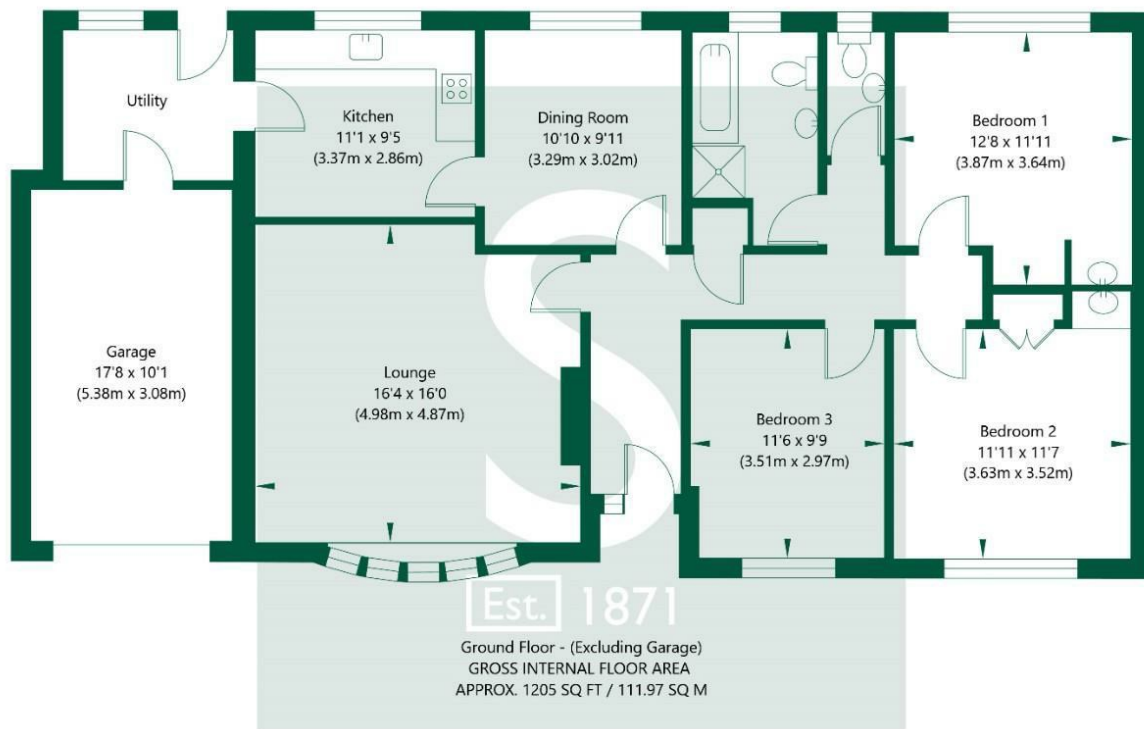 Utility
Kitchen
11'1 x 9'5
(3.37m x 2.86m)
Dining Room
10'10 x 9'11
(3.29m x 3.02m)
Bedroom 1
12'8 x 11'11
(3.87m x 3.64m)
Garage
17'8 x 10'1
(5.38m x 3.08m)
Lounge
16'4 x 16'0
(4.98m x 4.87m)
Bedroom 3
11'6 x 9'9
(3.51m x 2.97m)
Bedroom 2
11'11 x 11'7
(3.63m x 3.52m)
S
Est. 1871
Ground Floor - (Excluding Garage)
GROSS INTERNAL FLOOR AREA
APPROX. 1205 SQ FT / 111.97 SQ M